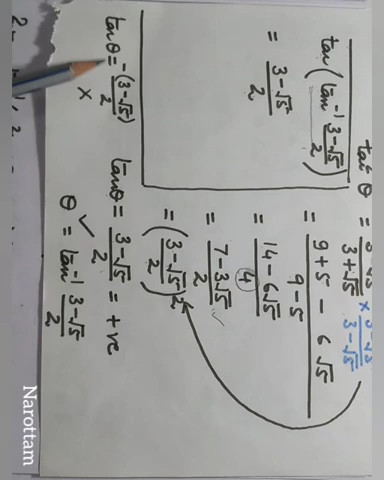 tan²θ = (3-√5)/(3+√5) × (3-√5)/(3-√5)
= (9+5 - 6√5)/(9-5)
= (14-6√5)/4
= (7-3√5)/2 ✓
= ((3-√5)/2)²
tan(tan⁻¹ (3-√5)/2)
= (3-√5)/2
tanθ = -(3-√5)/2 ×
tanθ = (3-√5)/2 = +ve
✓
θ = tan⁻¹ (3-√5)/2
Narottam